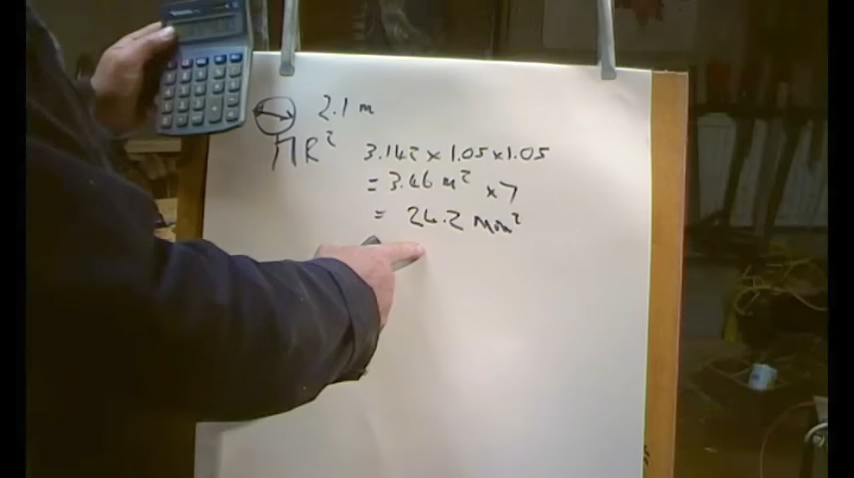 2.1 m
πR² 3.142 × 1.05 × 1.05
= 3.46 m² × 7
= 24.2 mm²